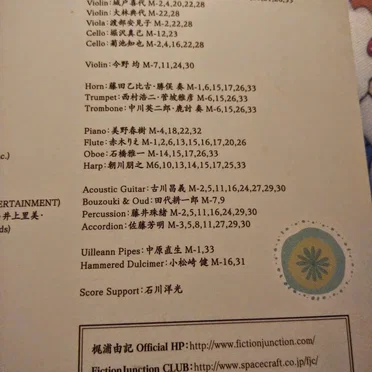 Violin:城戸喜代 M-2,4,20,22,28
Violin:大林典代 M-22,28
Viola:渡部安見子 M-2,22,28
Cello:堀沢真己 M-12,23
Cello:菊池知也 M-2,4,16,22,28
Violin:今野 均 M-7,11,24,30
Horn:藤田乙比古・勝俣 泰 M-1,6,15,17,26,33
Trumpet:西村浩二・菅坡雅彦 M-6,15,26,33
Trombone:中川英二郎・鹿討 奏 M-6,15,26,33
Piano:美野春樹 M-4,18,22,32
Flute:赤木りえ M-1,2,6,13,15,16,17,20,26
Oboe:石橋雅一 M-14,15,17,26,33
Harp:朝川朋之 M6,10,13,14,15,17,25,33
c.)
Acoustic Guitar:古川昌義 M-2,5,11,16,24,27,29,30
ERTAINMENT)
Bouzouki & Oud:田代耕一郎 M-7,9
井上里美・
Percussion:藤井珠緒 M-2,5,11,16,24,29,30
ds)
Accordion:佐藤芳明 M-3,5,8,11,27,29,30
Uilleann Pipes:中原直生 M-1,33
Hammered Dulcimer:小松崎 健 M-16,31
Score Support:石川洋光
梶浦由記 Official HP:http://www.fictionjunction.com/
FictionJunction CLUB:http://www.spacecraft.co.jp/fjc/